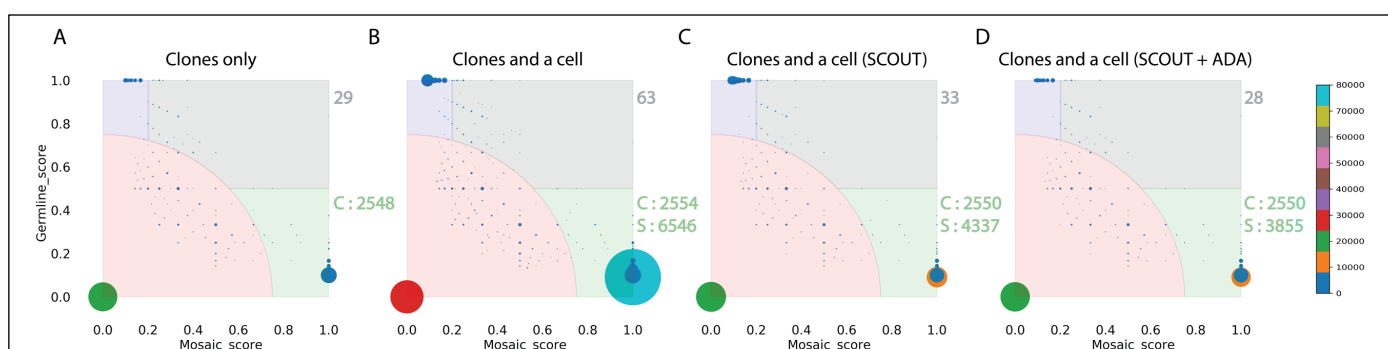 A
Clones only
B
Clones and a cell
C
Clones and a cell (SCOUT)
D
Clones and a cell (SCOUT + ADA)
Germline_score
1.0
0.8
0.6
0.4
0.2
0.0
29
C : 2548
0.0 0.2 0.4 0.6 0.8 1.0
Mosaic_score
63
C : 2554
S : 6546
0.0 0.2 0.4 0.6 0.8 1.0
Mosaic_score
33
C : 2550
S : 4337
0.0 0.2 0.4 0.6 0.8 1.0
Mosaic_score
28
C : 2550
S : 3855
0.0 0.2 0.4 0.6 0.8 1.0
Mosaic_score
80000
70000
60000
50000
40000
30000
20000
10000
0